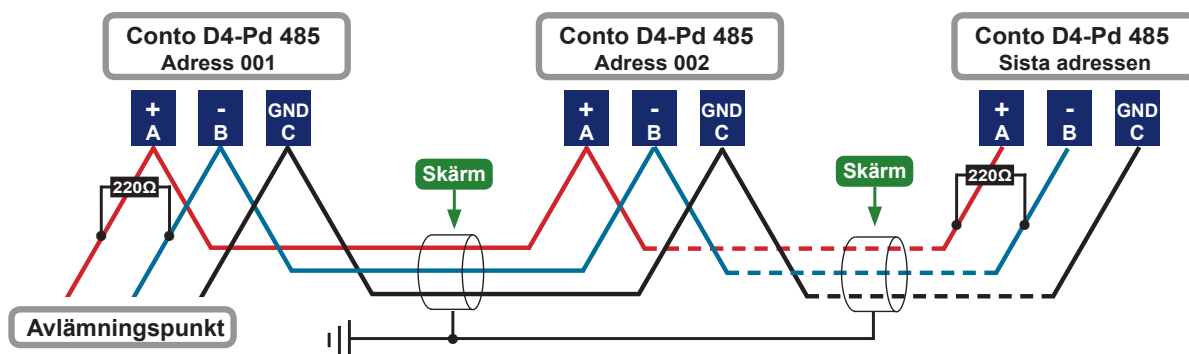 Conto D4-Pd 485
Adress 001
Conto D4-Pd 485
Adress 002
Conto D4-Pd 485
Sista adressen
+
A
-
B
GND
C
+
A
-
B
GND
C
+
A
-
B
GND
C
220Ω
Skärm
Skärm
220Ω
Avlämningspunkt